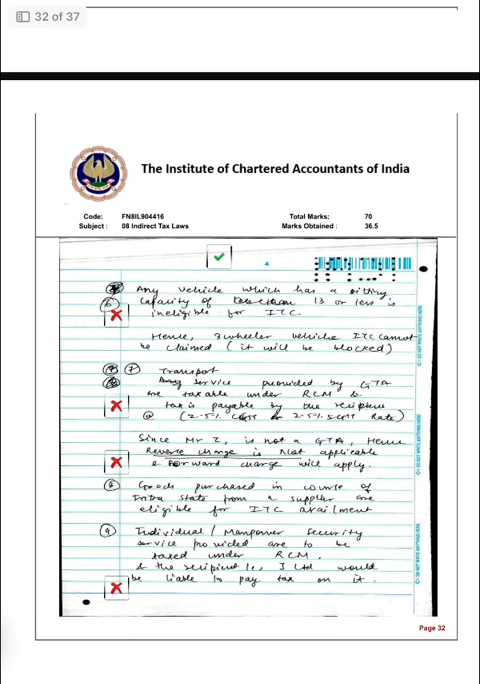 32 of 37
The Institute of Chartered Accountants of India
Code: FN8IL904416 Total Marks: 70
Subject : 08 Indirect Tax Laws Marks Obtained : 36.5
4
Any vehicle which has a sitting
6 capacity of 13 or less is
ineligible for ITC.
Hence, 3wheeler vehicle ITC cannot
be claimed ( it will be blocked)
7 Transport
Any service provided by GTA
are taxable under RCM &
tax is payable by the recipient
@ (2.5% CGST & 2.5% SGST Rate)
Since Mr Z, is not a GTA, Hence
Reverse charge is Not applicable
& Forward charge will apply.
8 Goods purchased in course of
Intra State from a supplier are
eligible for ITC availment
9 Individual / Manpower Security
service provided are to be
taxed under RCM.
& the recipient i.e, J Ltd would
be liable to pay tax on it.
Page 32